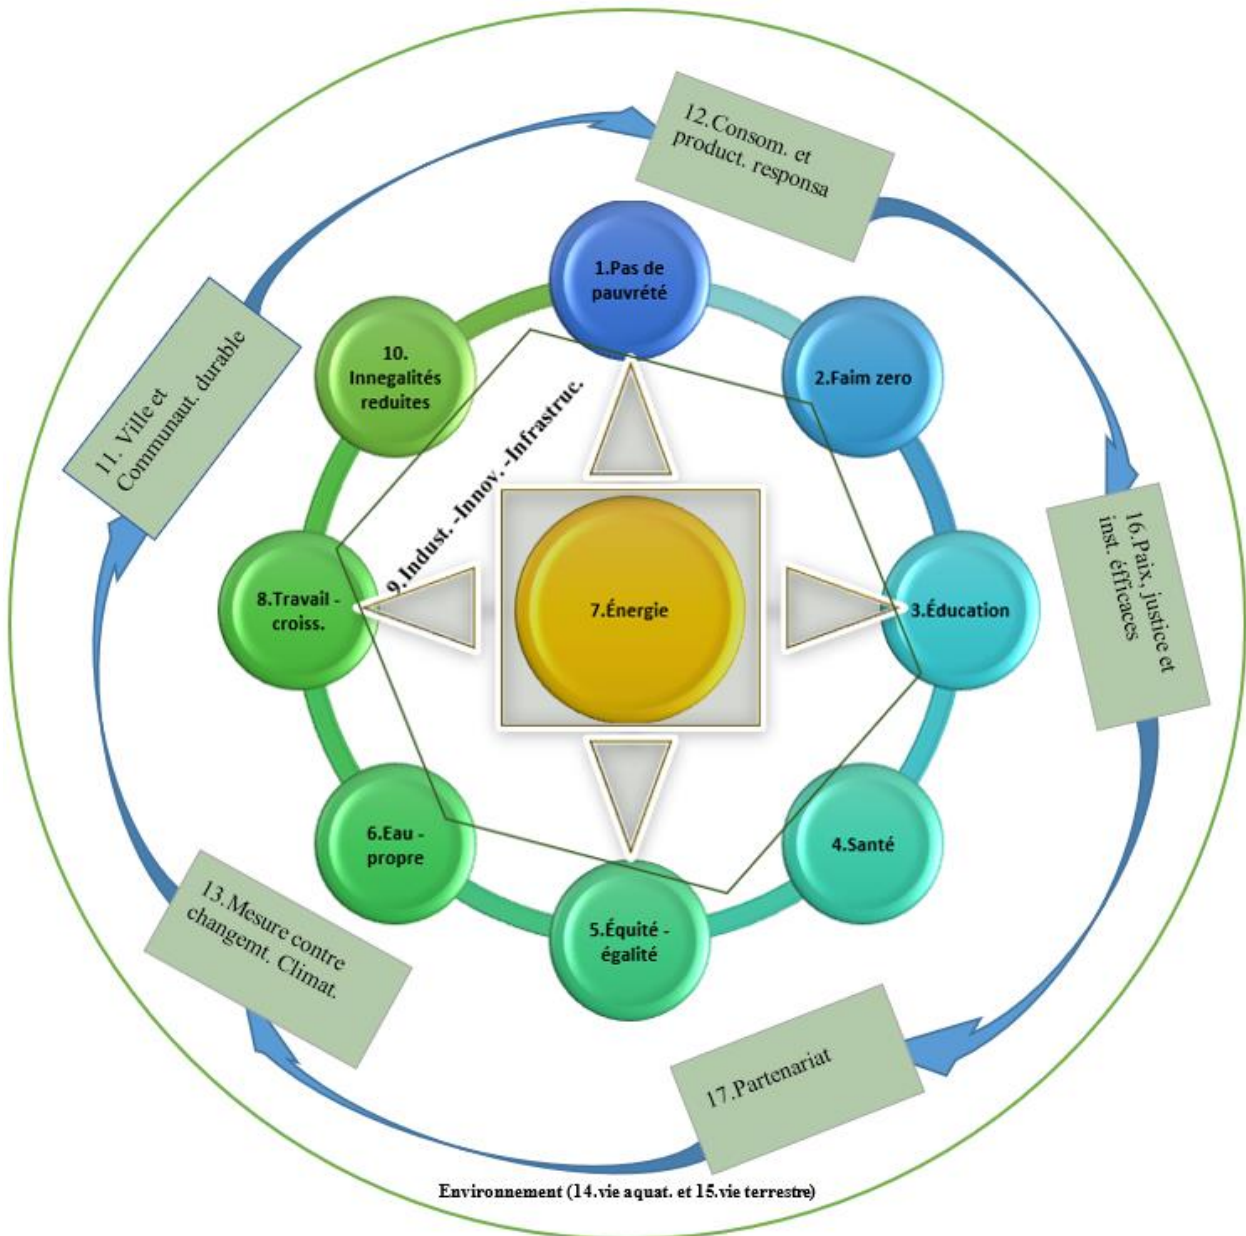 12.Consom. et
product. responsa
1.Pas de
pauvrété
10.
Innegalités
reduites
2.Faim zero
11. Ville et
Communaut. durable
9.Indust. -Innov. -Infrastruc.
16.Paix, justice et
inst. éfficaces
8.Travail -
croiss.
7.Énergie
3.Éducation
6.Eau -
propre
4.Santé
5.Équité -
égalité
13.Mesure contre
changemt. Climat.
17.Partenariat
Environnement (14.vie aquat. et 15.vie terrestre)